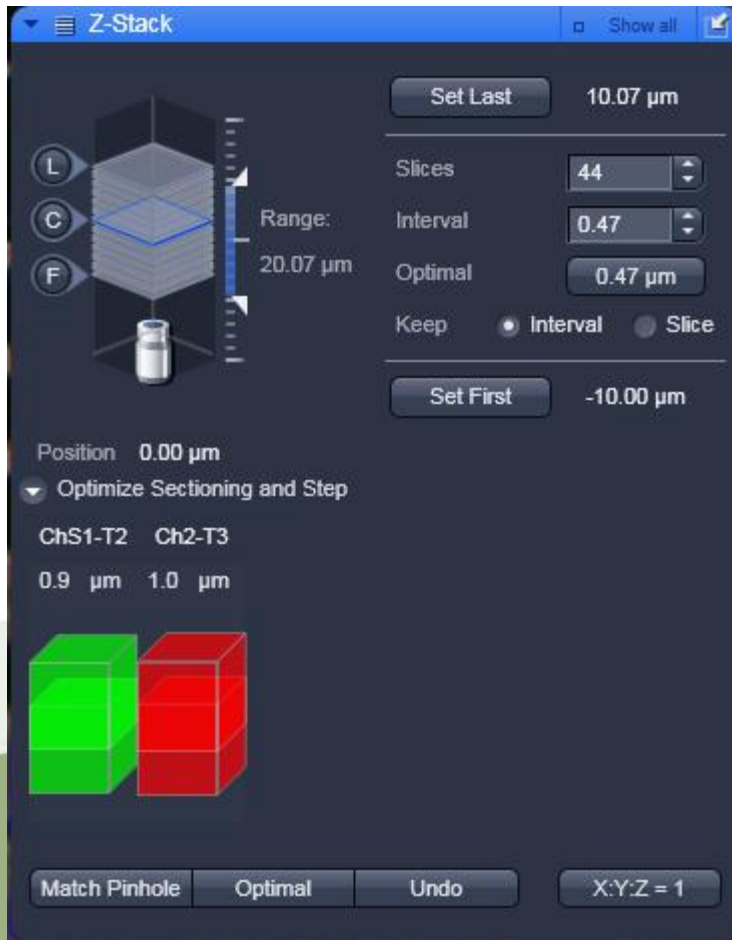 Z-Stack Show all
Set Last 10.07 µm
L
Slices 44
C Range: Interval 0.47
F 20.07 µm Optimal 0.47 µm
Keep Interval Slice
Set First -10.00 µm
Position 0.00 µm
Optimize Sectioning and Step
ChS1-T2 Ch2-T3
0.9 µm 1.0 µm
Match Pinhole Optimal Undo X:Y:Z = 1